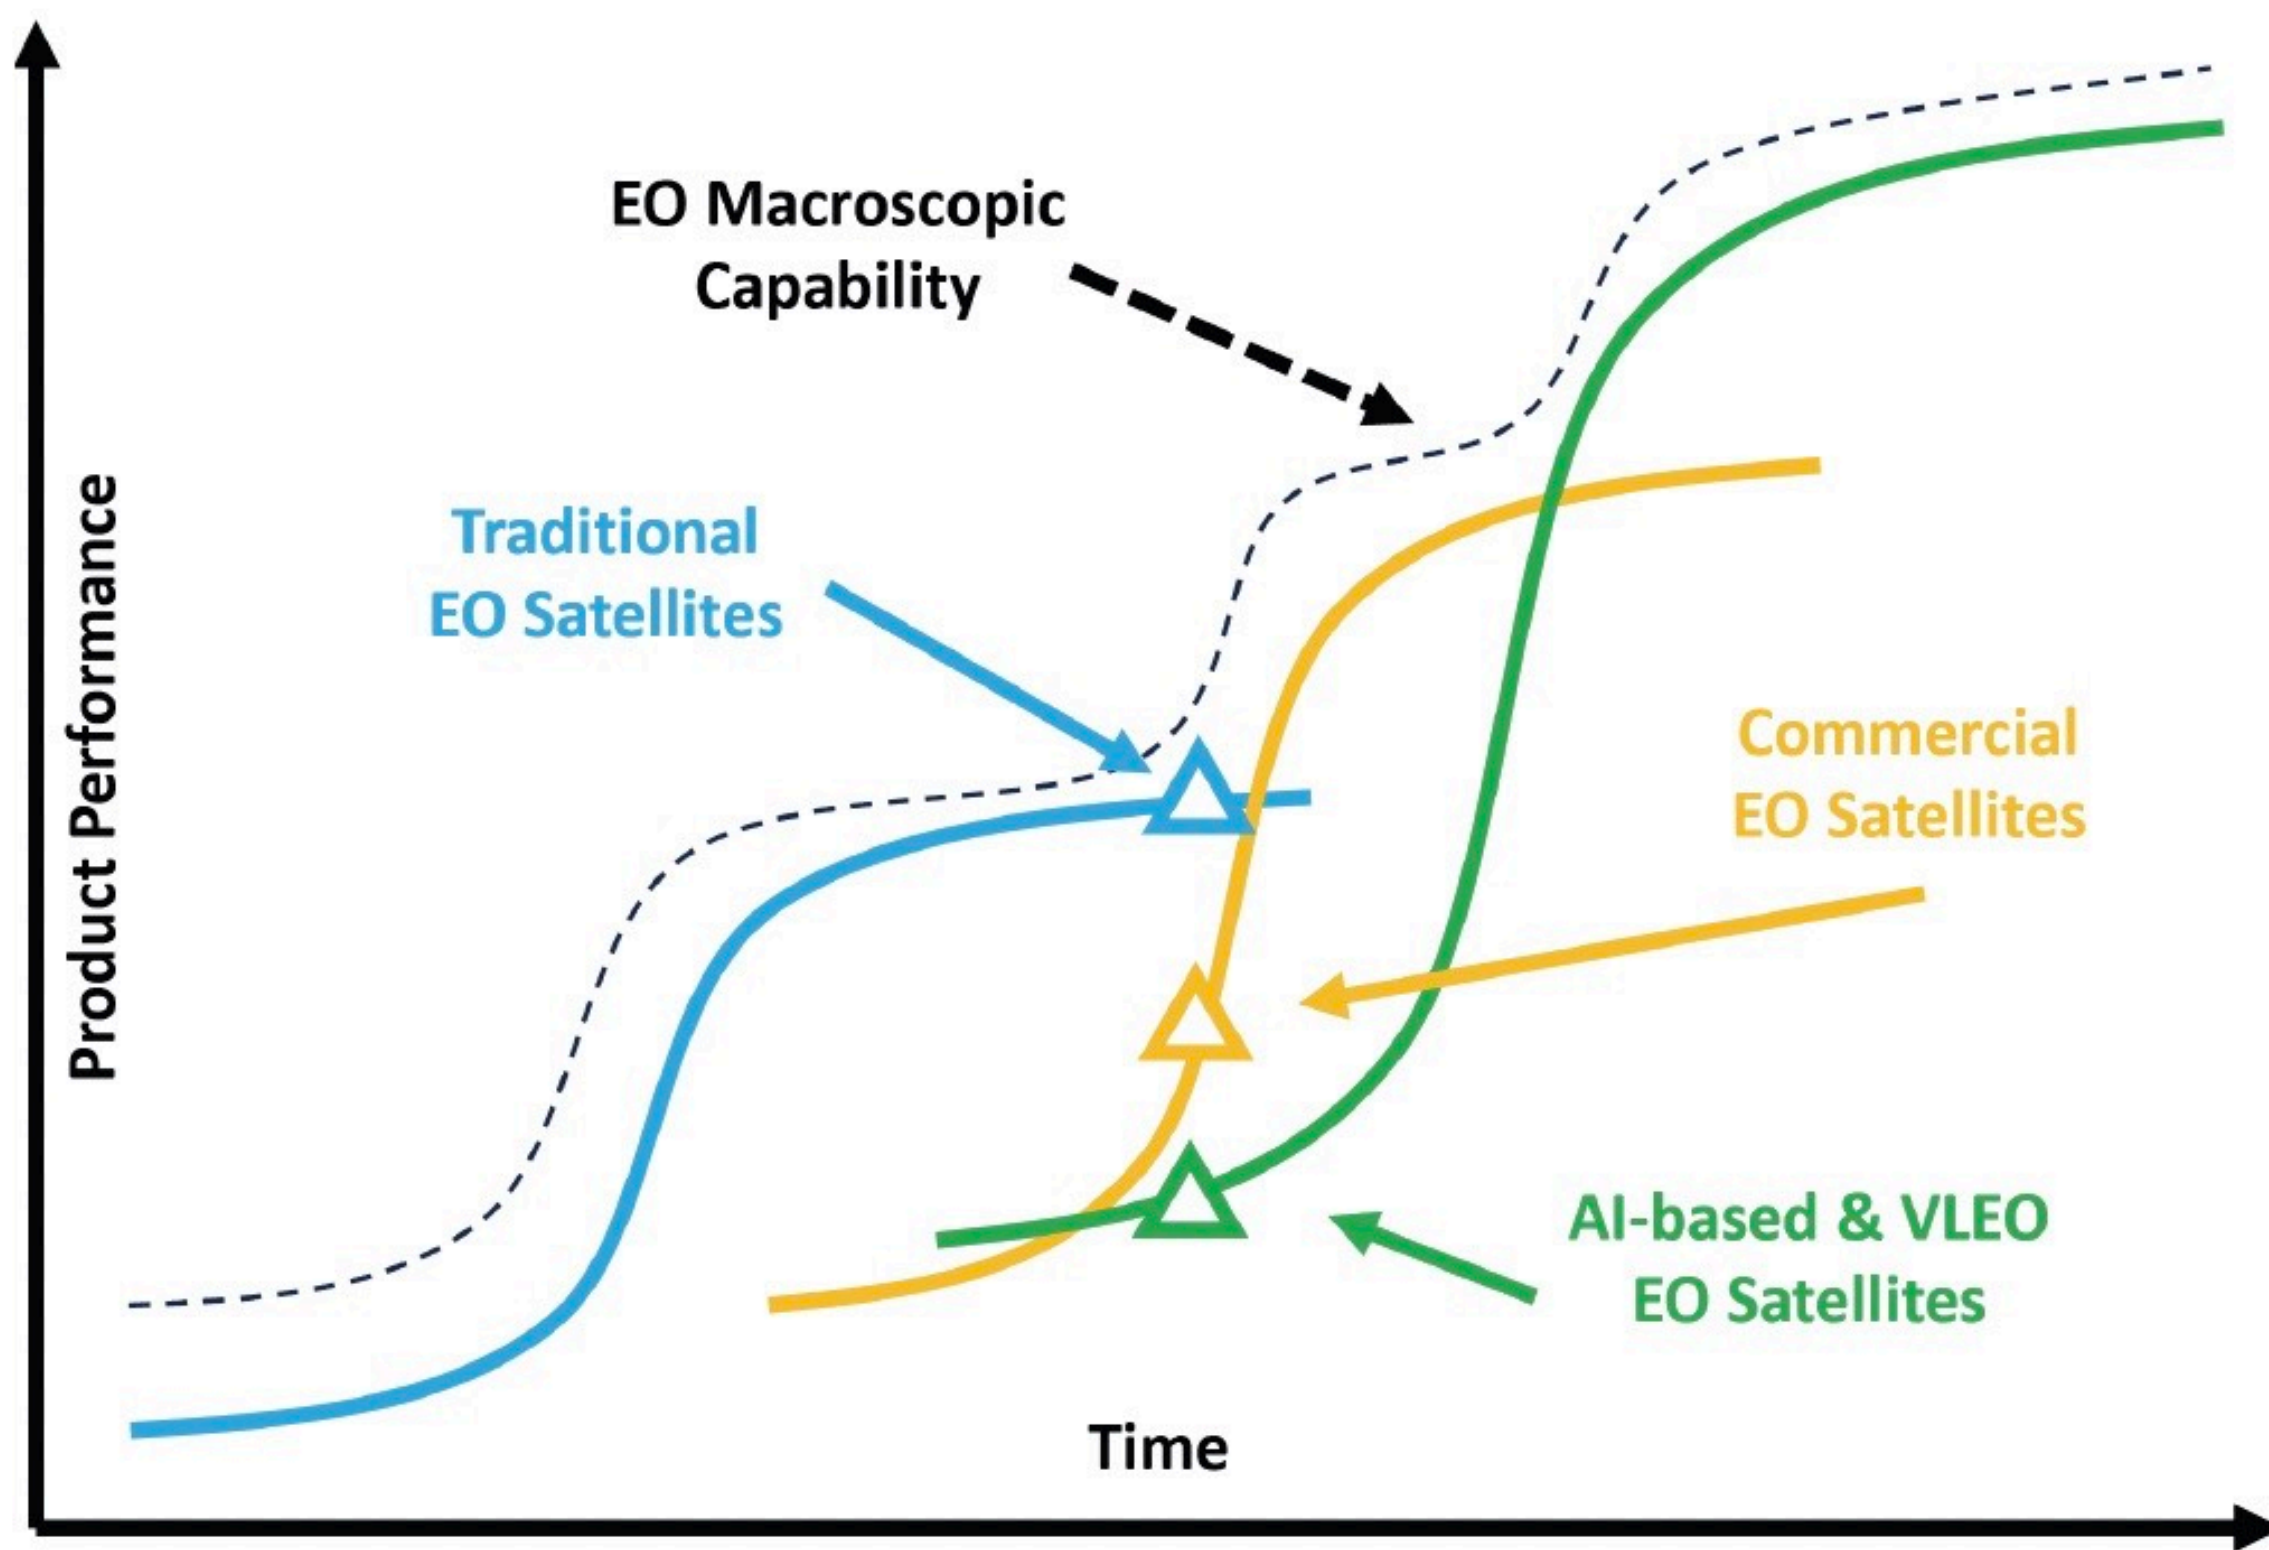 EO Macroscopic
Capability
Traditional
EO Satellites
Product Performance
Commercial
EO Satellites
AI-based & VLEO
EO Satellites
Time